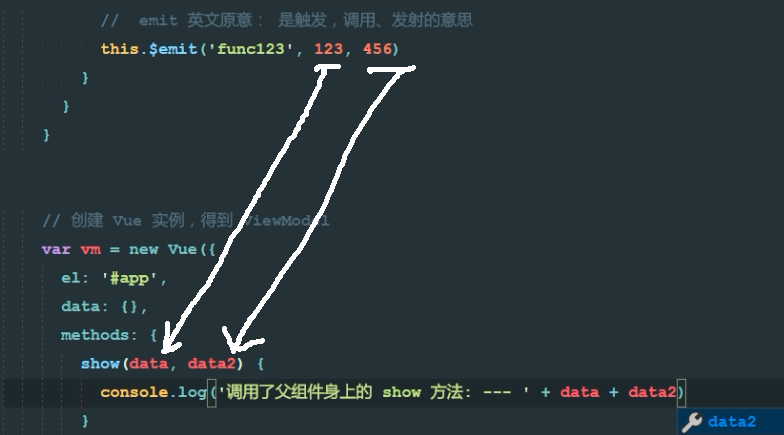 //  emit 英文原意： 是触发，调用、发射的意思
this.$emit('func123', 123, 456)
}
}
}
// 创建 Vue 实例，得到 ViewModel
var vm = new Vue({
el: '#app',
data: {},
methods: {
show(data, data2) {
console.log('调用了父组件身上的 show 方法: --- ' + data + data2)
data2
}